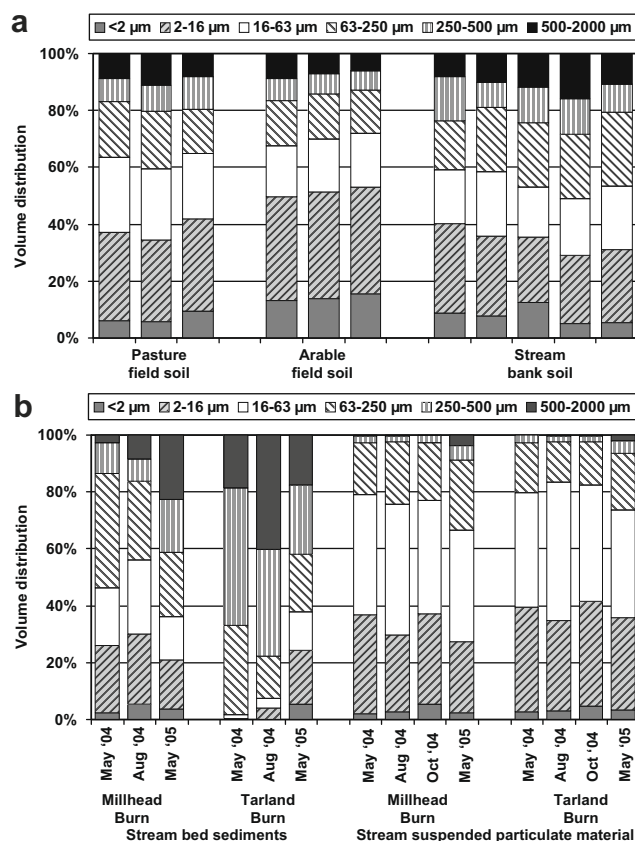 a
<2 µm 2-16 µm 16-63 µm 63-250 µm 250-500 µm 500-2000 µm
100%
80%
60%
40%
20%
0%
Volume distribution
Pasture field soil
Arable field soil
Stream bank soil
b
<2 µm 2-16 µm 16-63 µm 63-250 µm 250-500 µm 500-2000 µm
100%
80%
60%
40%
20%
0%
Volume distribution
May ‘04 Aug ‘04 May ‘05 May ‘04 Aug ‘04 May ‘05 May ‘04 Aug ‘04 Oct ‘04 May ‘05 May ‘04 Aug ‘04 Oct ‘04 May ‘05
Millhead Burn
Tarland Burn
Millhead Burn
Tarland Burn
Stream bed sediments
Stream suspended particulate material